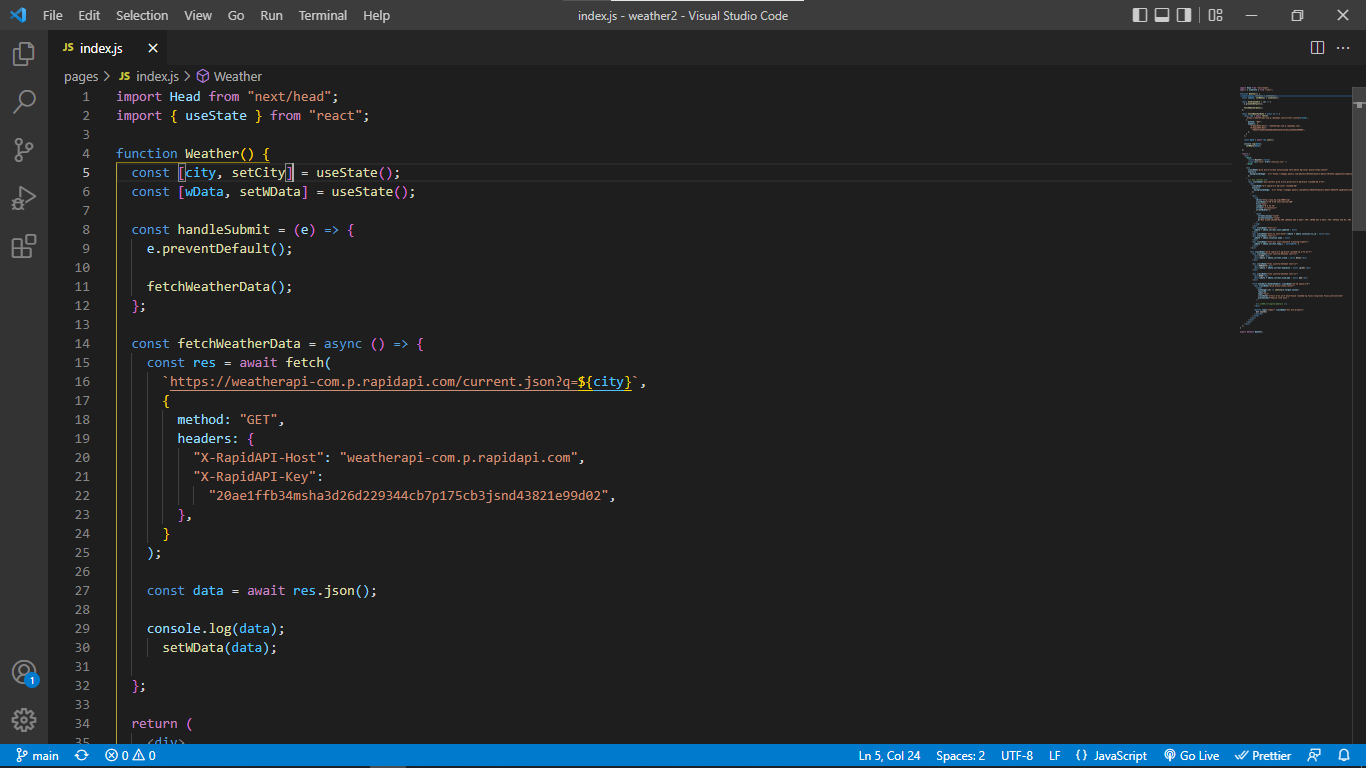 File Edit Selection View Go Run Terminal Help index.js - weather2 - Visual Studio Code
JS index.js
pages > JS index.js > Weather
1 import Head from "next/head";
2 import { useState } from "react";
3
4 function Weather() {
5 const [city, setCity] = useState();
6 const [wData, setWData] = useState();
7
8 const handleSubmit = (e) => {
9 e.preventDefault();
10
11 fetchWeatherData();
12 };
13
14 const fetchWeatherData = async () => {
15 const res = await fetch(
16 `https://weatherapi-com.p.rapidapi.com/current.json?q=${city}`,
17 {
18 method: "GET",
19 headers: {
20 "X-RapidAPI-Host": "weatherapi-com.p.rapidapi.com",
21 "X-RapidAPI-Key":
22 "20ae1ffb34msha3d26d229344cb7p175cb3jsnd43821e99d02",
23 },
24 }
25 );
26
27 const data = await res.json();
28
29 console.log(data);
30 setWData(data);
31
32 };
33
34 return (
35 <div>
1
main 0 0 Ln 5, Col 24 Spaces: 2 UTF-8 LF {} JavaScript Go Live Prettier